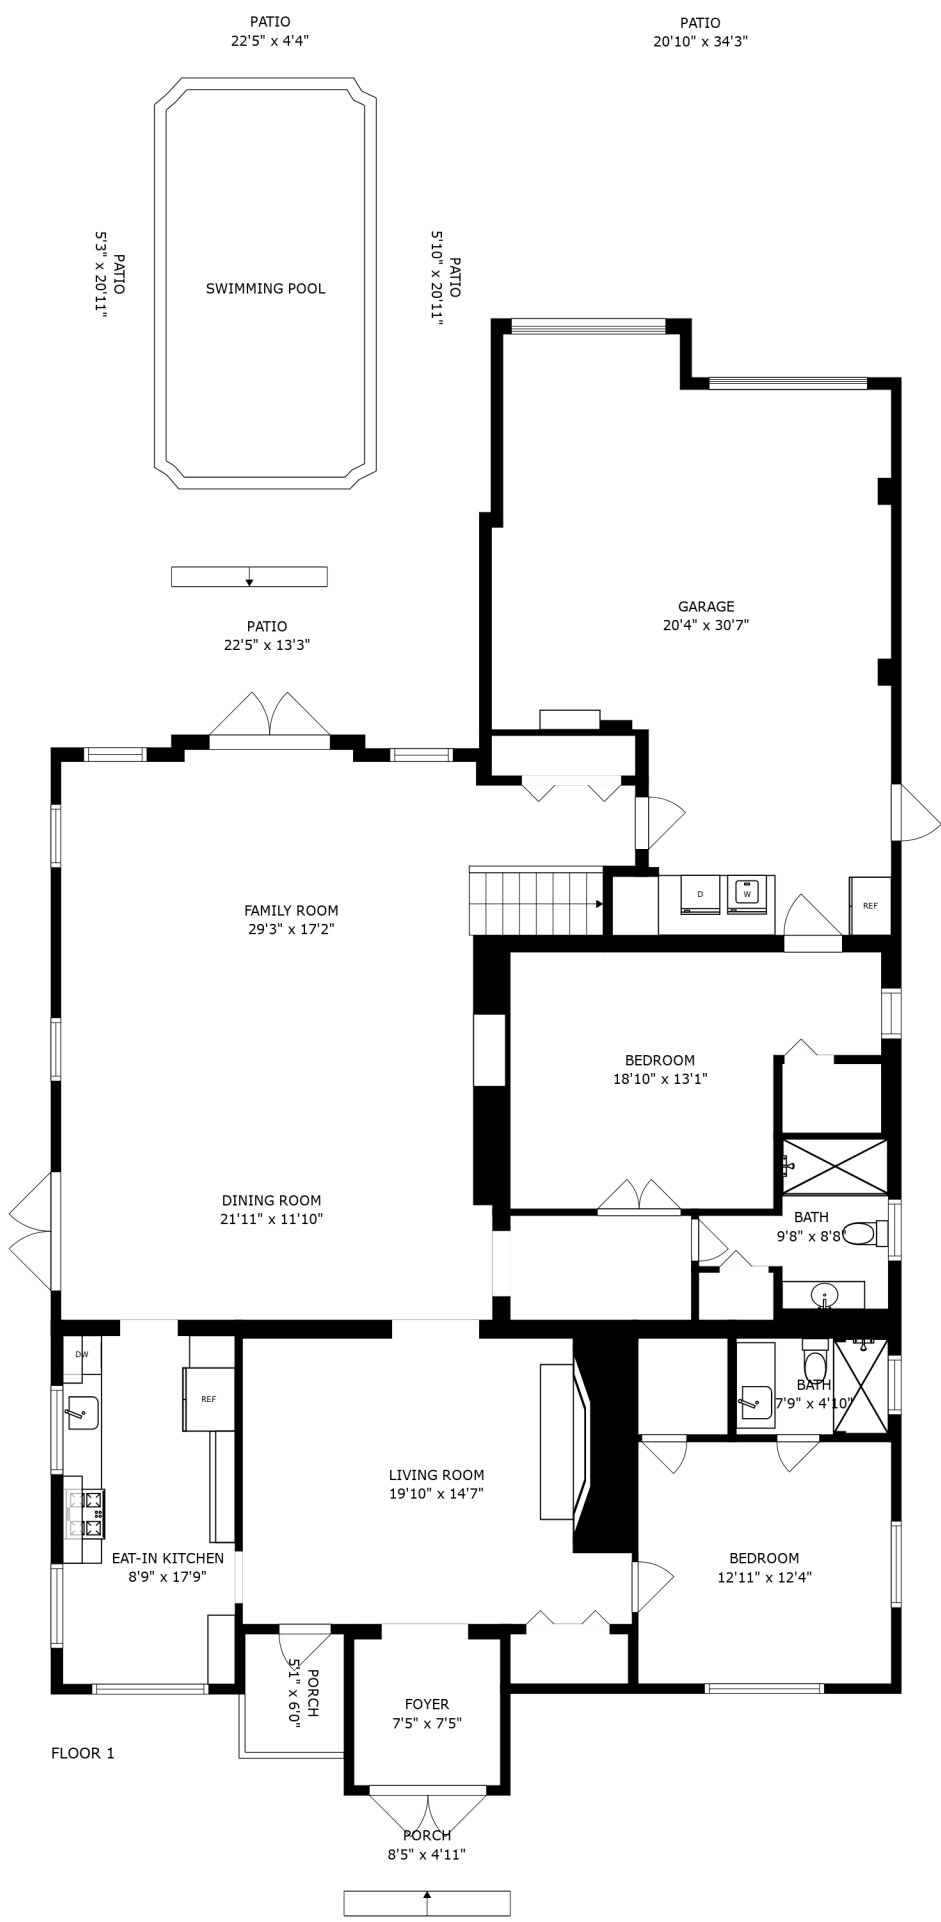 PATIO
22'5" x 4'4"
PATIO
20'10" x 34'3"
PATIO
5'3" x 20'11"
SWIMMING POOL
PATIO
5'10" x 20'11"
GARAGE
20'4" x 30'7"
PATIO
22'5" x 13'3"
D
W
REF
FAMILY ROOM
29'3" x 17'2"
BEDROOM
18'10" x 13'1"
DINING ROOM
21'11" x 11'10"
BATH
9'8" x 8'8"
DW
REF
BATH
7'9" x 4'10"
LIVING ROOM
19'10" x 14'7"
EAT-IN KITCHEN
8'9" x 17'9"
BEDROOM
12'11" x 12'4"
PORCH
5'1" x 6'0"
FOYER
7'5" x 7'5"
FLOOR 1
PORCH
8'5" x 4'11"